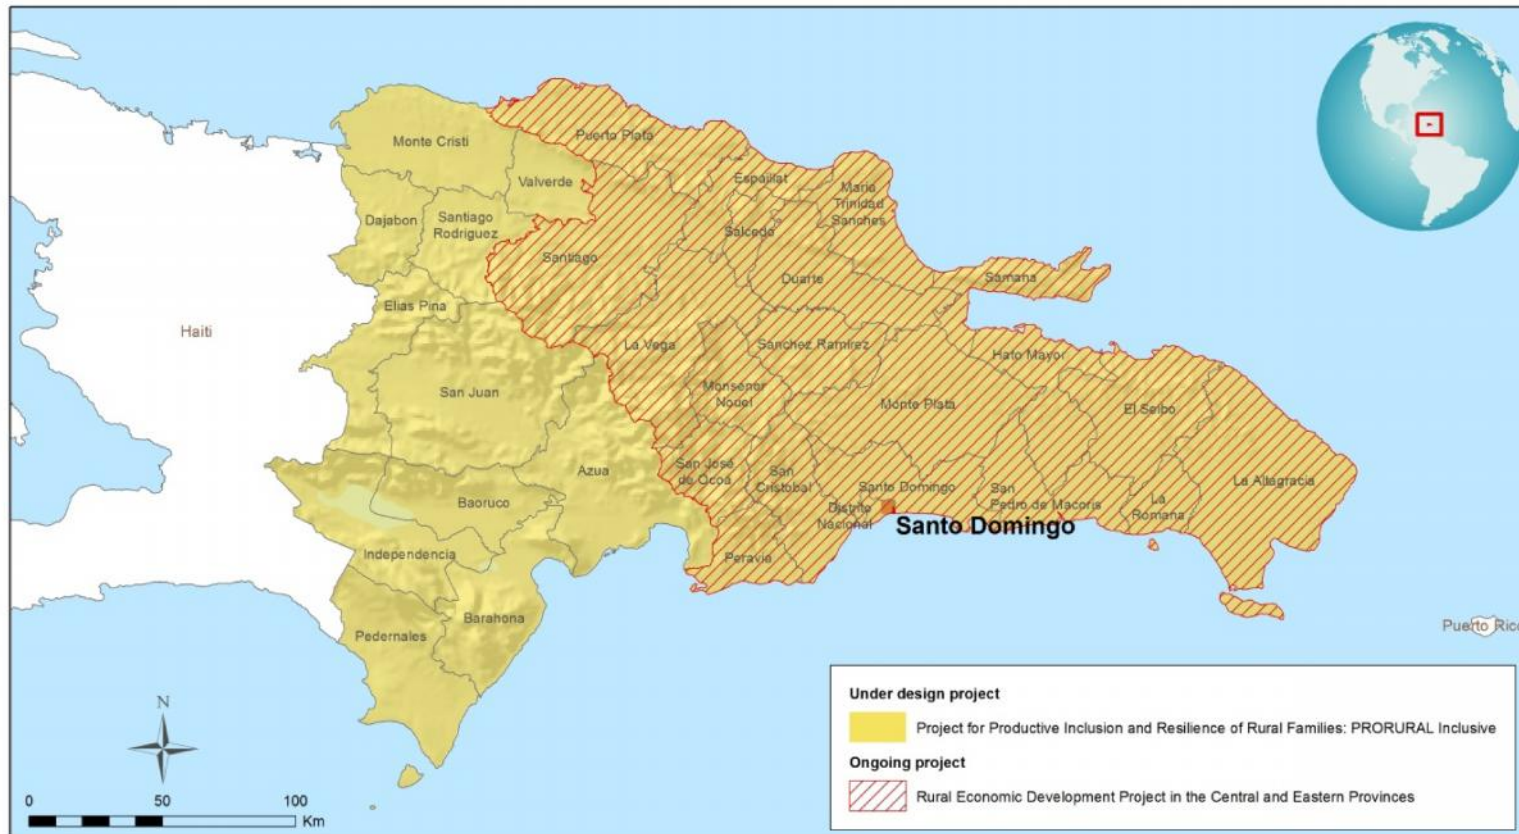 Monte Cristi
Puerto Plata
Valverde
Espaillat
Maria
Trinidad
Sanches
Dajabon
Santiago
Rodriguez
Salcedo
Santiago
Duarte
Samana
Elias Pina
Haiti
La Vega
Sanchez Ramirez
Hato Mayor
San Juan
Monsenor
Nouel
Monte Plata
El Seibo
Azua
San José
de Ocoa
San
Cristobal
Santo Domingo
San
Pedro de Macoris
La
Romana
La Altagracia
Baoruco
Distrito
Nacional
Santo Domingo
Independencia
Peravia
Barahona
Pedernales
Puerto Rico
N
0 50 100
Km
Under design project
Project for Productive Inclusion and Resilience of Rural Families: PRORURAL Inclusive
Ongoing project
Rural Economic Development Project in the Central and Eastern Provinces